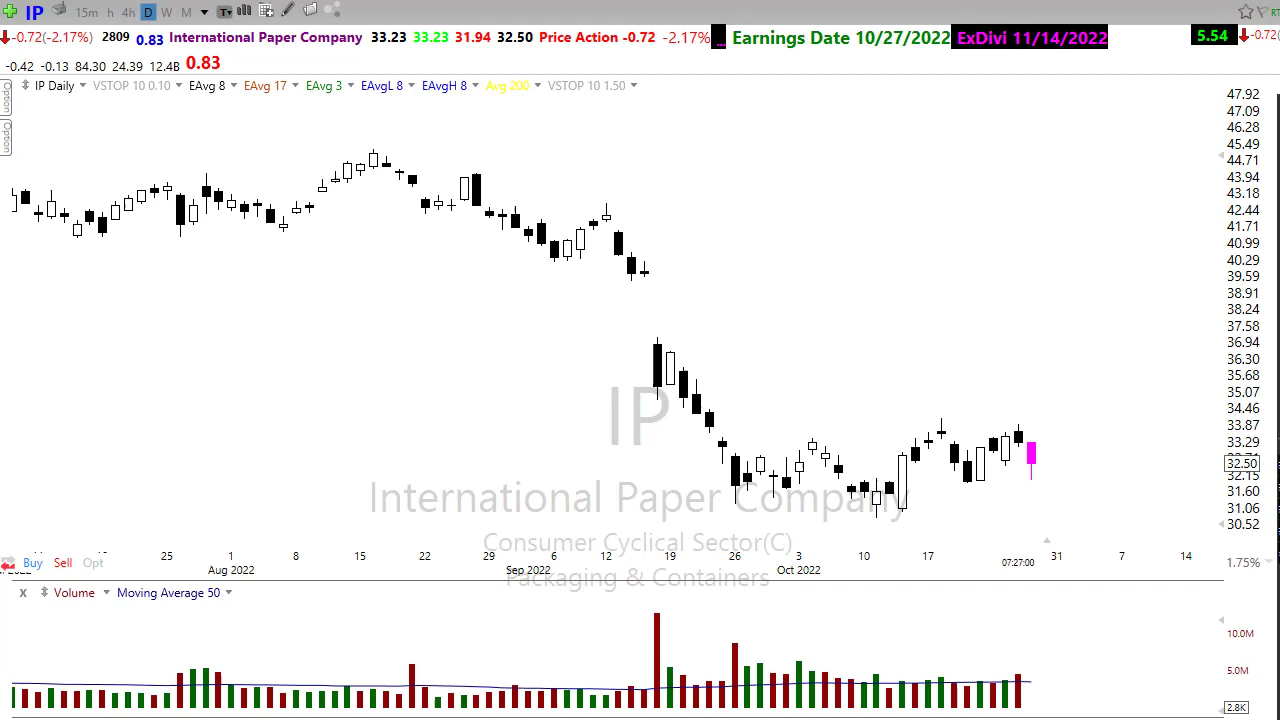 IP 15m h 4h D W M T
-0.72(-2.17%) 2809 0.83 International Paper Company 33.23 33.23 31.94 32.50 Price Action -0.72 -2.17% ... Earnings Date 10/27/2022 ExDivi 11/14/2022 5.54 -0.72(
-0.42 -0.13 84.30 24.39 12.4B 0.83
IP Daily VSTOP 10 0.10 EAvg 8 EAvg 17 EAvg 3 EAvgL 8 EAvgH 8 Avg 200 VSTOP 10 1.50
Option
Option
47.92
47.09
46.28
45.49
44.71
43.94
43.18
42.44
41.71
40.99
40.29
39.59
38.91
38.24
37.58
36.94
36.30
35.68
35.07
34.46
33.87
33.29
32.50
32.15
31.60
31.06
30.52
IP
International Paper Company
Consumer Cyclical Sector(C)
Packaging & Containers
25 1 8 15 22 29 6 12 19 26 3 10 17 31 7 14
Buy Sell Opt 07:27:00 1.75%
Aug 2022 Sep 2022 Oct 2022
x Volume Moving Average 50
10.0M
5.0M
2.8K